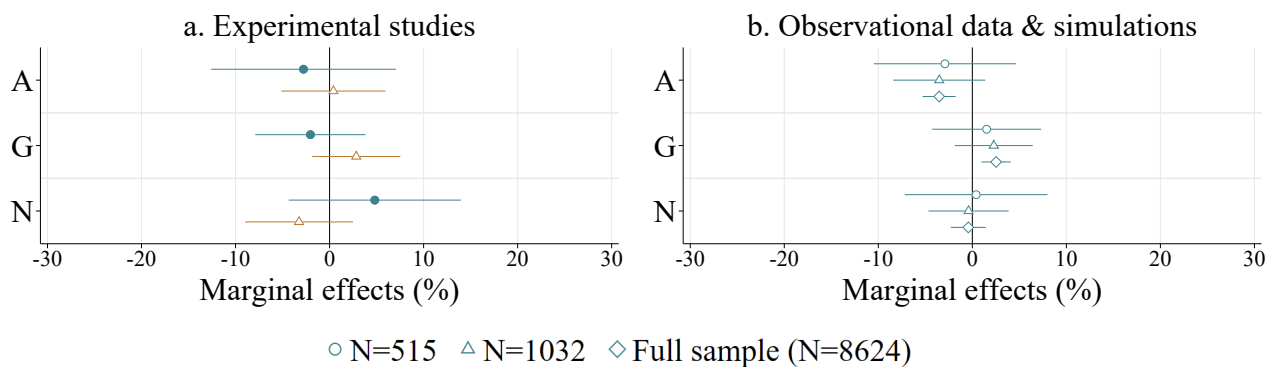 a. Experimental studies
A
G
N
-30 -20 -10 0 10 20 30
Marginal effects (%)
b. Observational data & simulations
A
G
N
-30 -20 -10 0 10 20 30
Marginal effects (%)
N=515 N=1032 Full sample (N=8624)